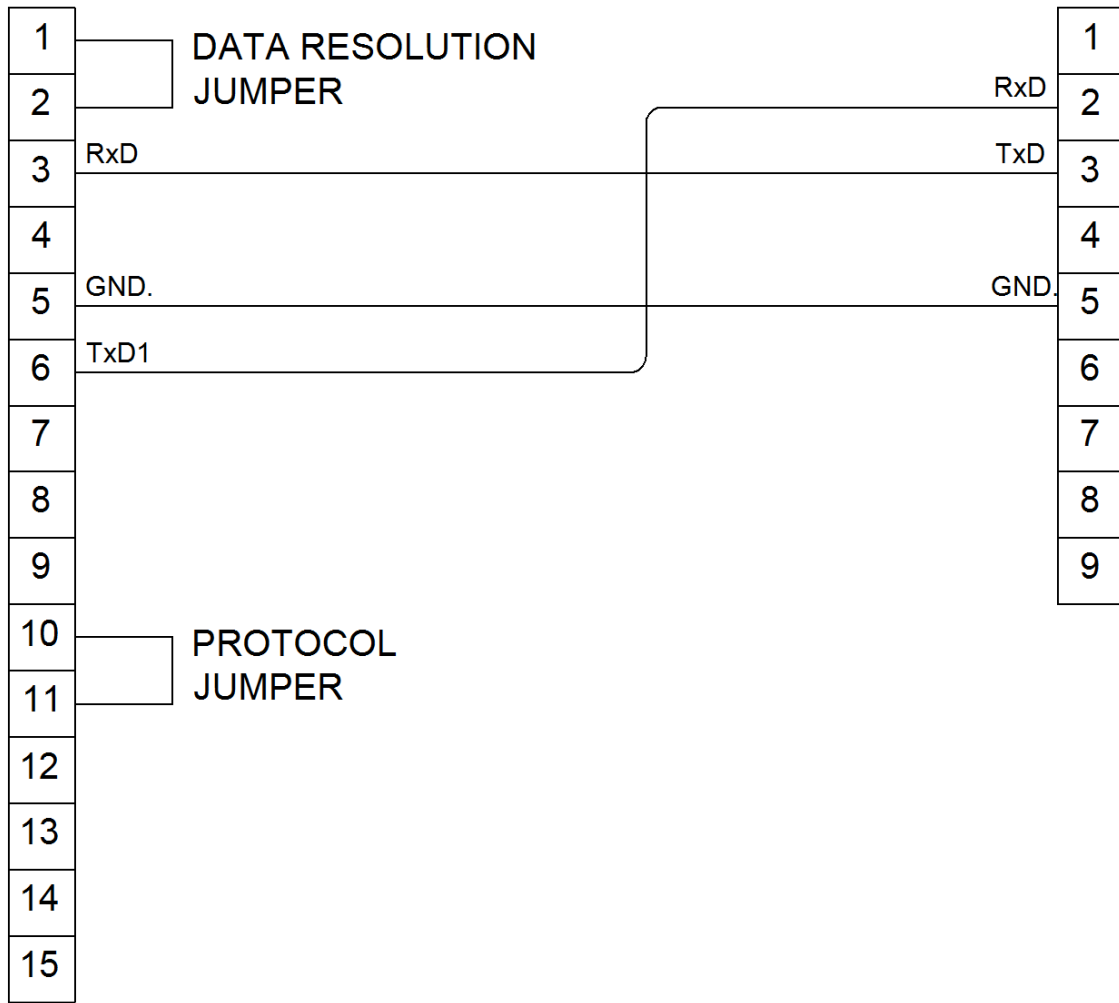 1
DATA RESOLUTION
JUMPER
2
3
RxD
4
5
GND.
6
TxD1
7
8
9
10
PROTOCOL
JUMPER
11
12
13
14
15
1
RxD
2
TxD
3
4
GND.
5
6
7
8
9